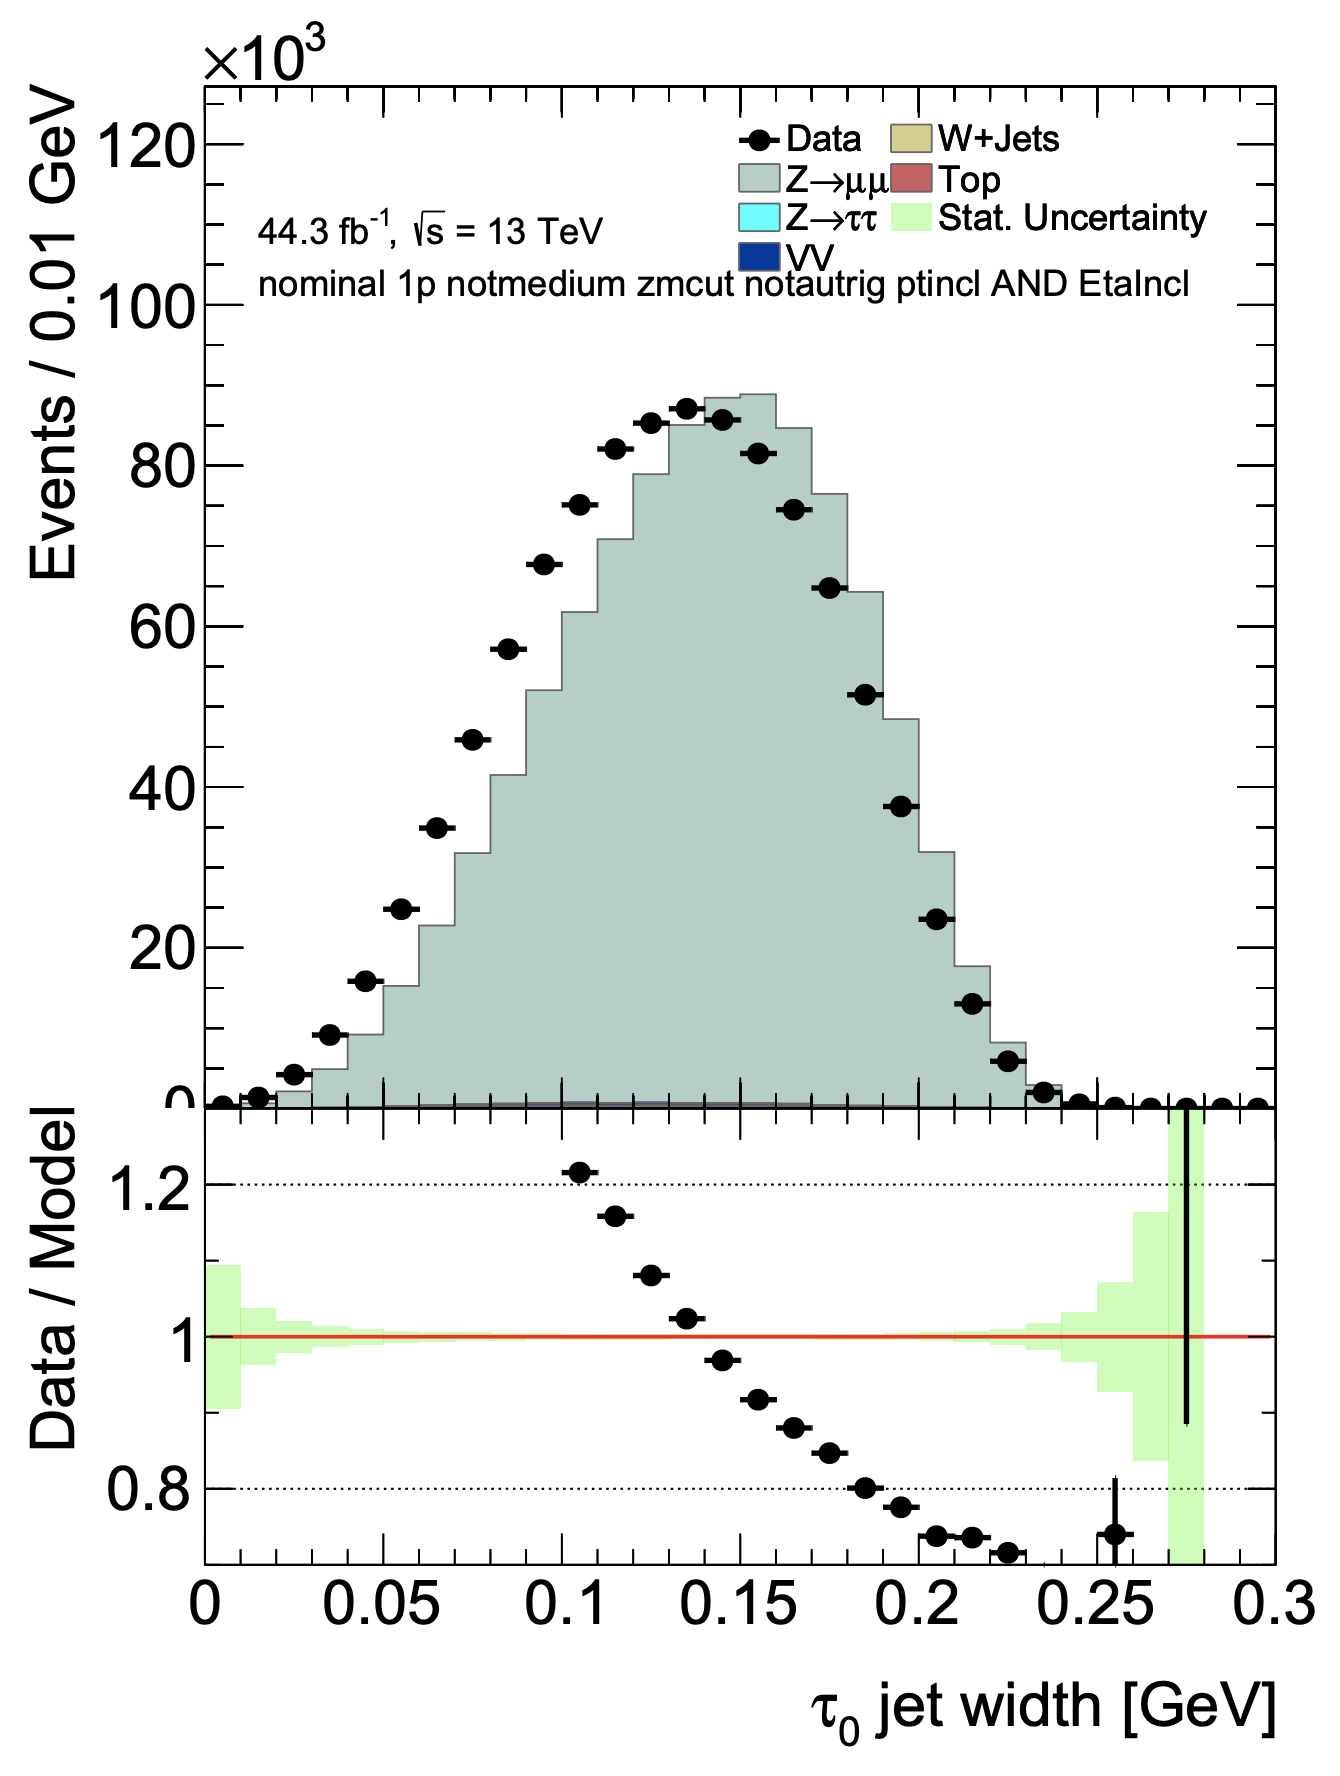 ×10³
Events / 0.01 GeV
120
100
80
60
40
20
0
Data
W+Jets
Z→μμ
Top
Z→ττ
Stat. Uncertainty
VV
44.3 fb⁻¹, √s = 13 TeV
nominal 1p notmedium zmcut notautrig ptincl AND EtaIncl
Data / Model
1.2
1
0.8
0 0.05 0.1 0.15 0.2 0.25 0.3
τ₀ jet width [GeV]